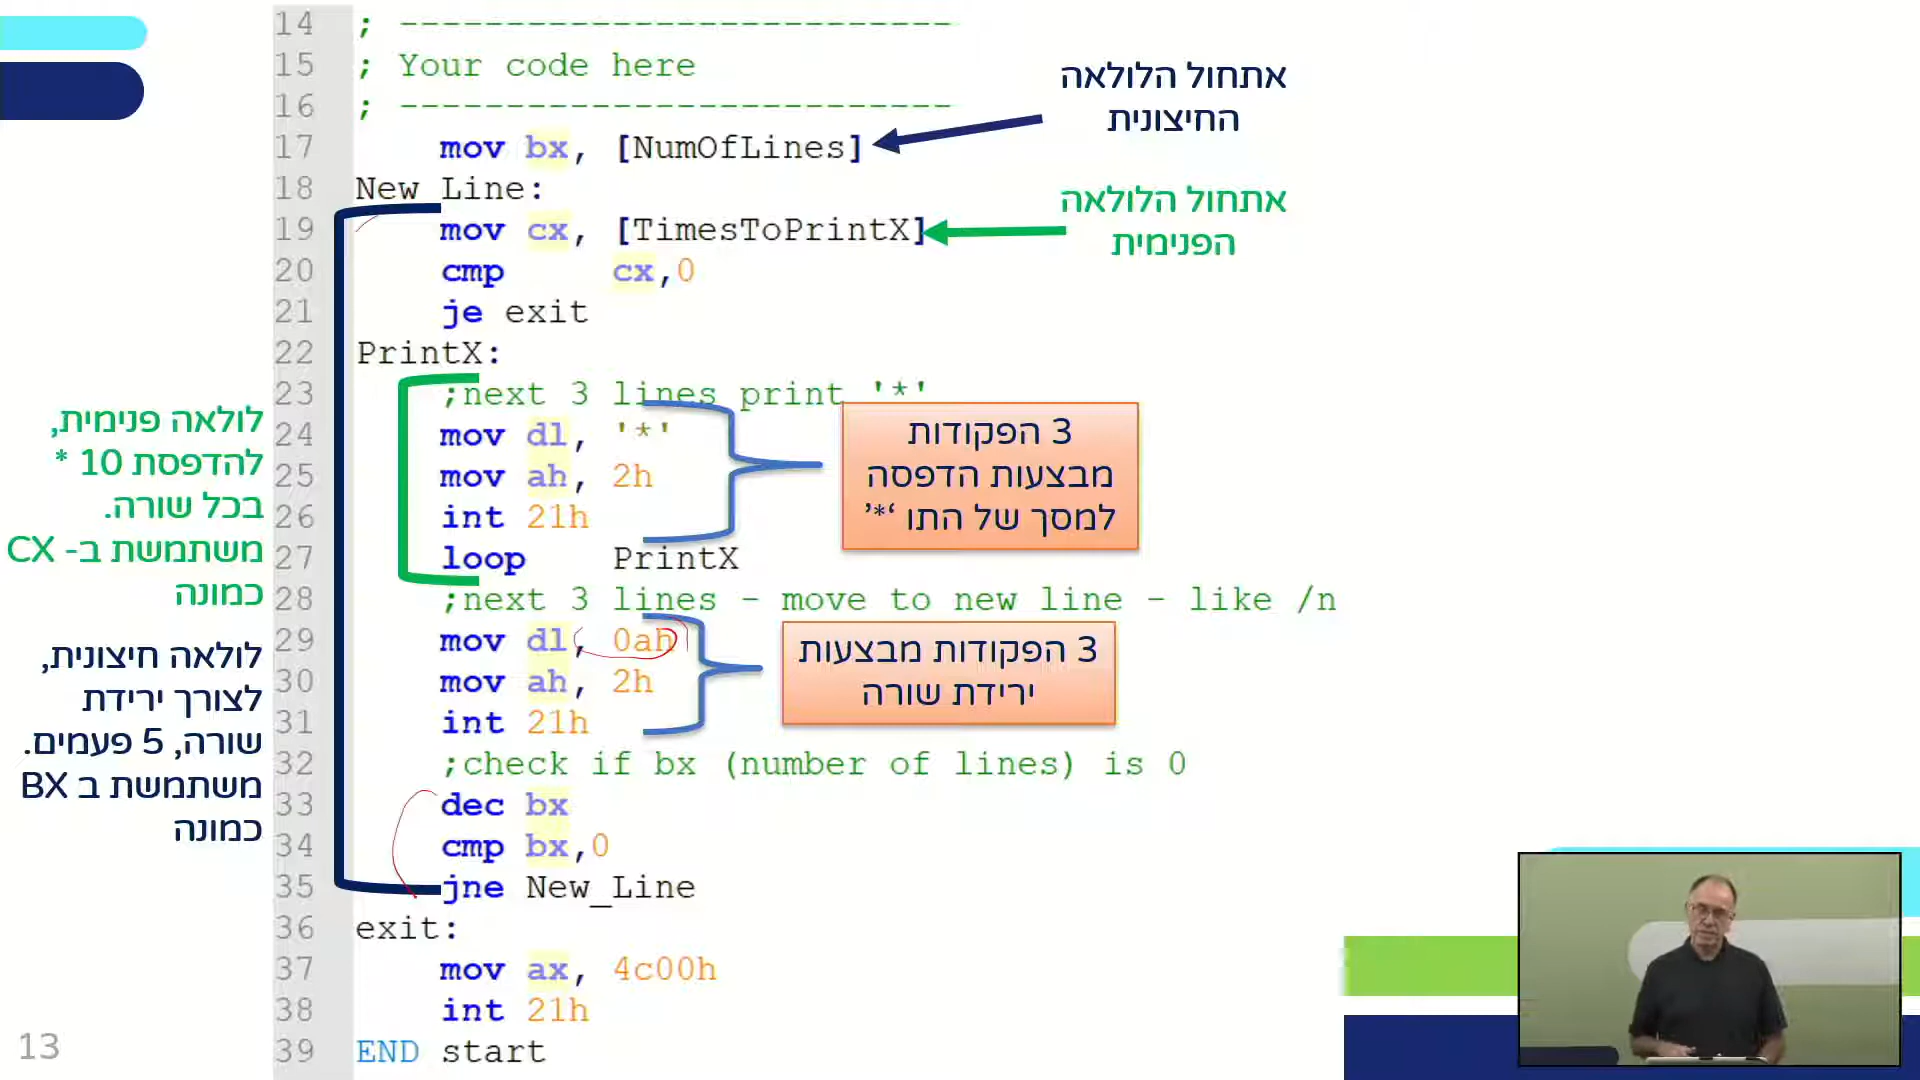 14 ; --------------------------
15 ; Your code here
16 ; --------------------------
17 mov bx, [NumOfLines]
18 New_Line:
19 mov cx, [TimesToPrintX]
20 cmp cx,0
21 je exit
22 PrintX:
23 ;next 3 lines print '*'
24 mov dl, '*'
25 mov ah, 2h
26 int 21h
27 loop PrintX
28 ;next 3 lines - move to new line - like /n
29 mov dl, 0ah
30 mov ah, 2h
31 int 21h
32 ;check if bx (number of lines) is 0
33 dec bx
34 cmp bx,0
35 jne New_Line
36 exit:
37 mov ax, 4c00h
38 int 21h
39 END start
אתחול הלולאה
החיצונית
אתחול הלולאה
הפנימית
3 הפקודות
מבצעות הדפסה
למסך של התו '*'
3 הפקודות מבצעות
ירידת שורה
לולאה פנימית,
להדפסת 10 *
בכל שורה.
משתמשת ב- CX
כמונה
לולאה חיצונית,
לצורך ירידת
שורה, 5 פעמים.
משתמשת ב BX
כמונה
13